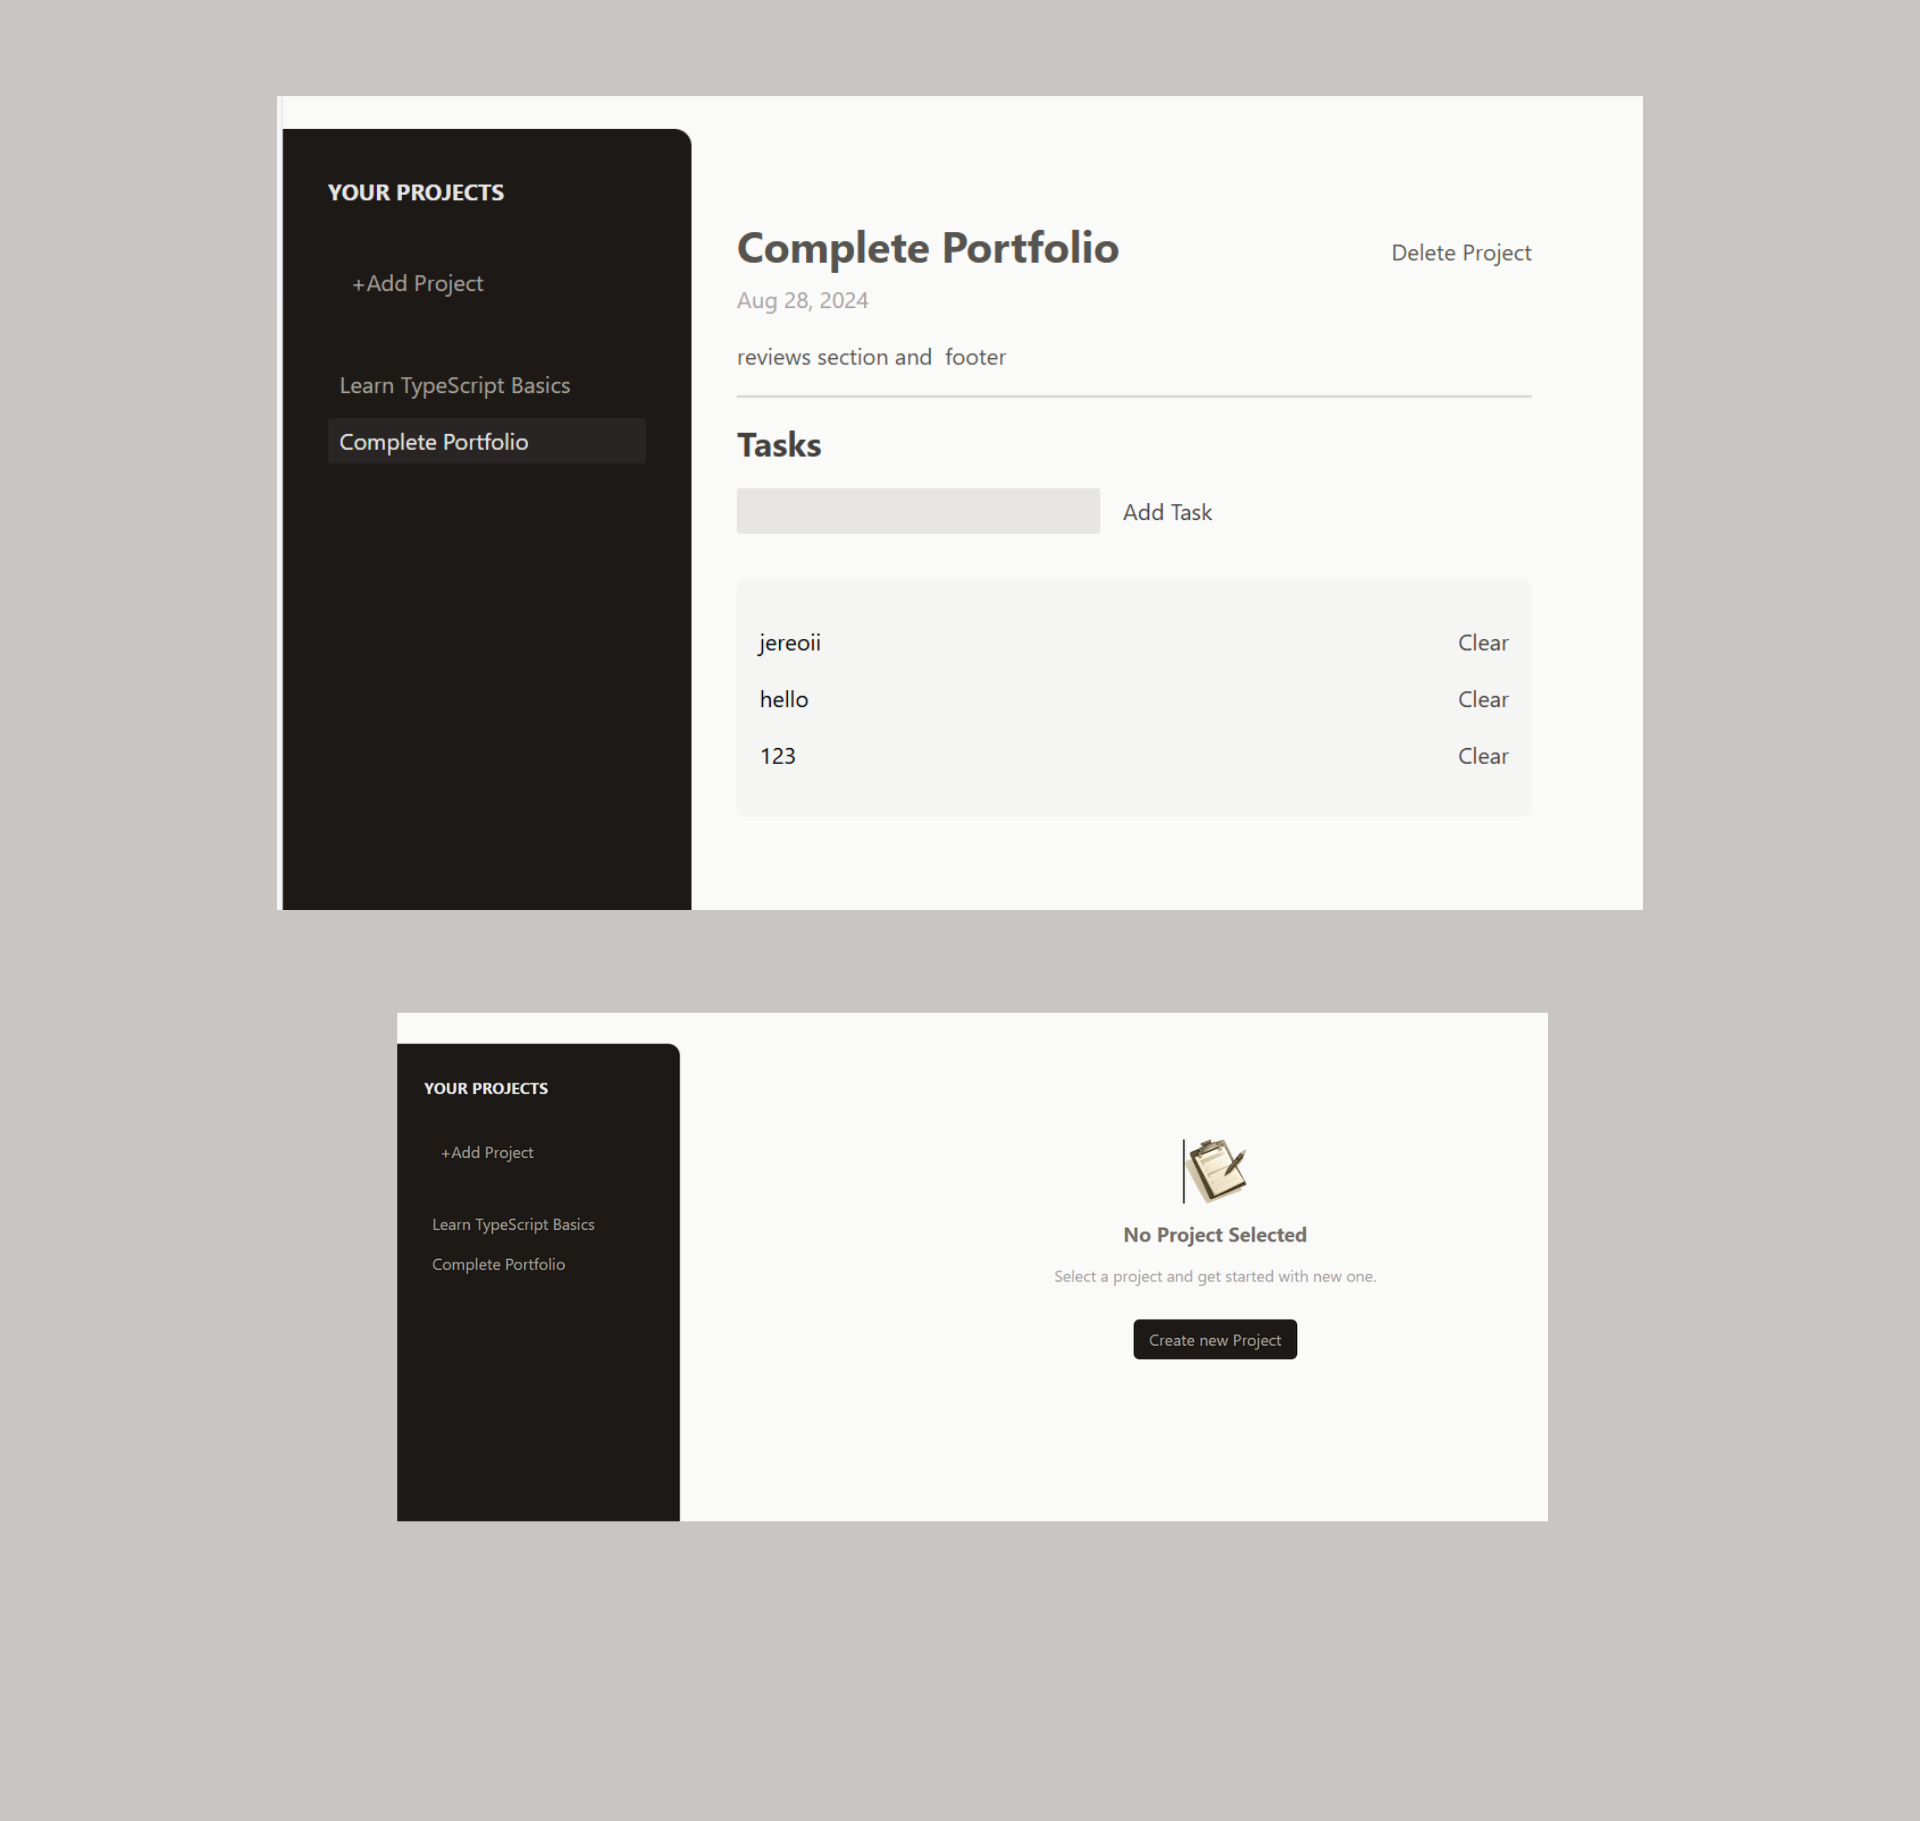 YOUR PROJECTS
+Add Project
Learn TypeScript Basics
Complete Portfolio
Complete Portfolio
Delete Project
Aug 28, 2024
reviews section and  footer
Tasks
Add Task
jereoii Clear
hello Clear
123 Clear
YOUR PROJECTS
+Add Project
Learn TypeScript Basics
Complete Portfolio
No Project Selected
Select a project and get started with new one.
Create new Project